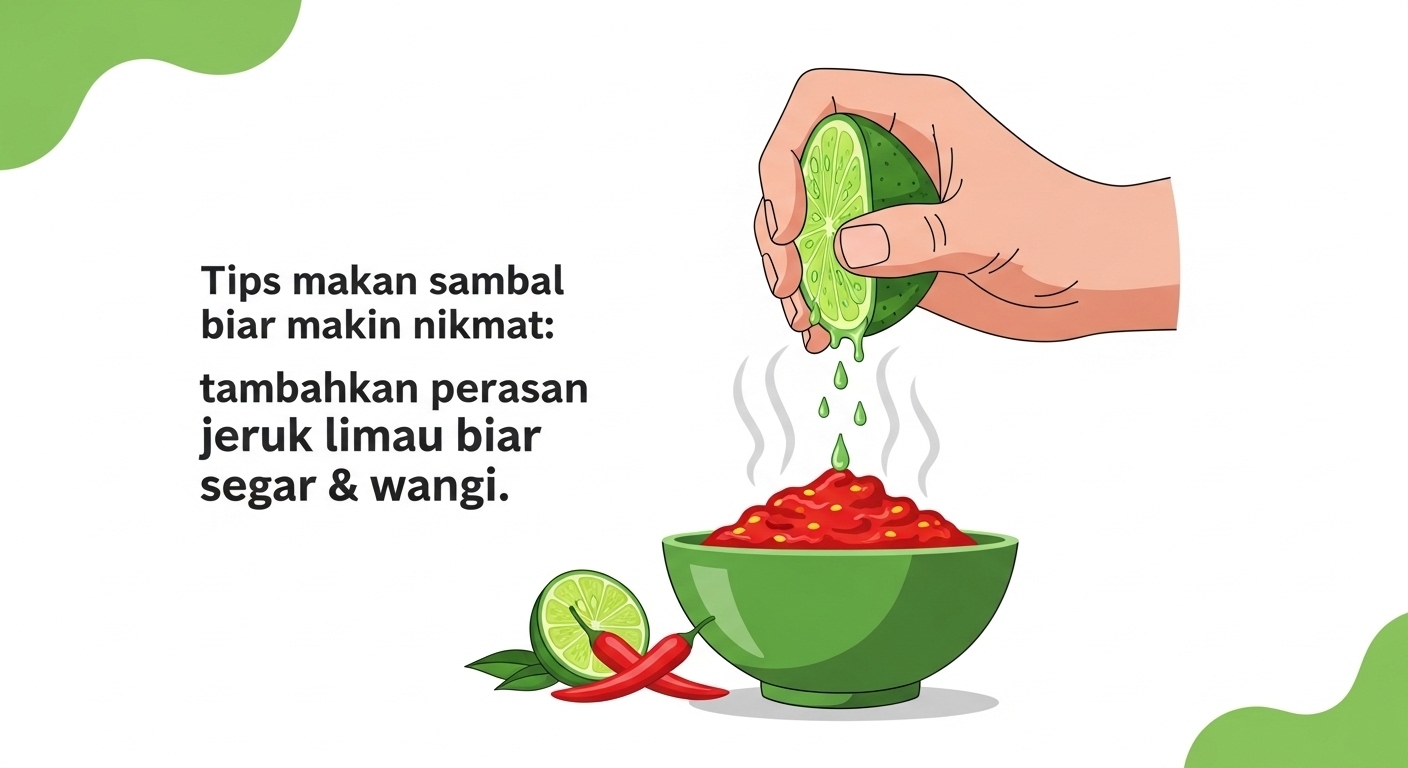 Tips makan sambal
biar makin nikmat:
tambahkan perasan
jeruk limau biar
segar & wangi.